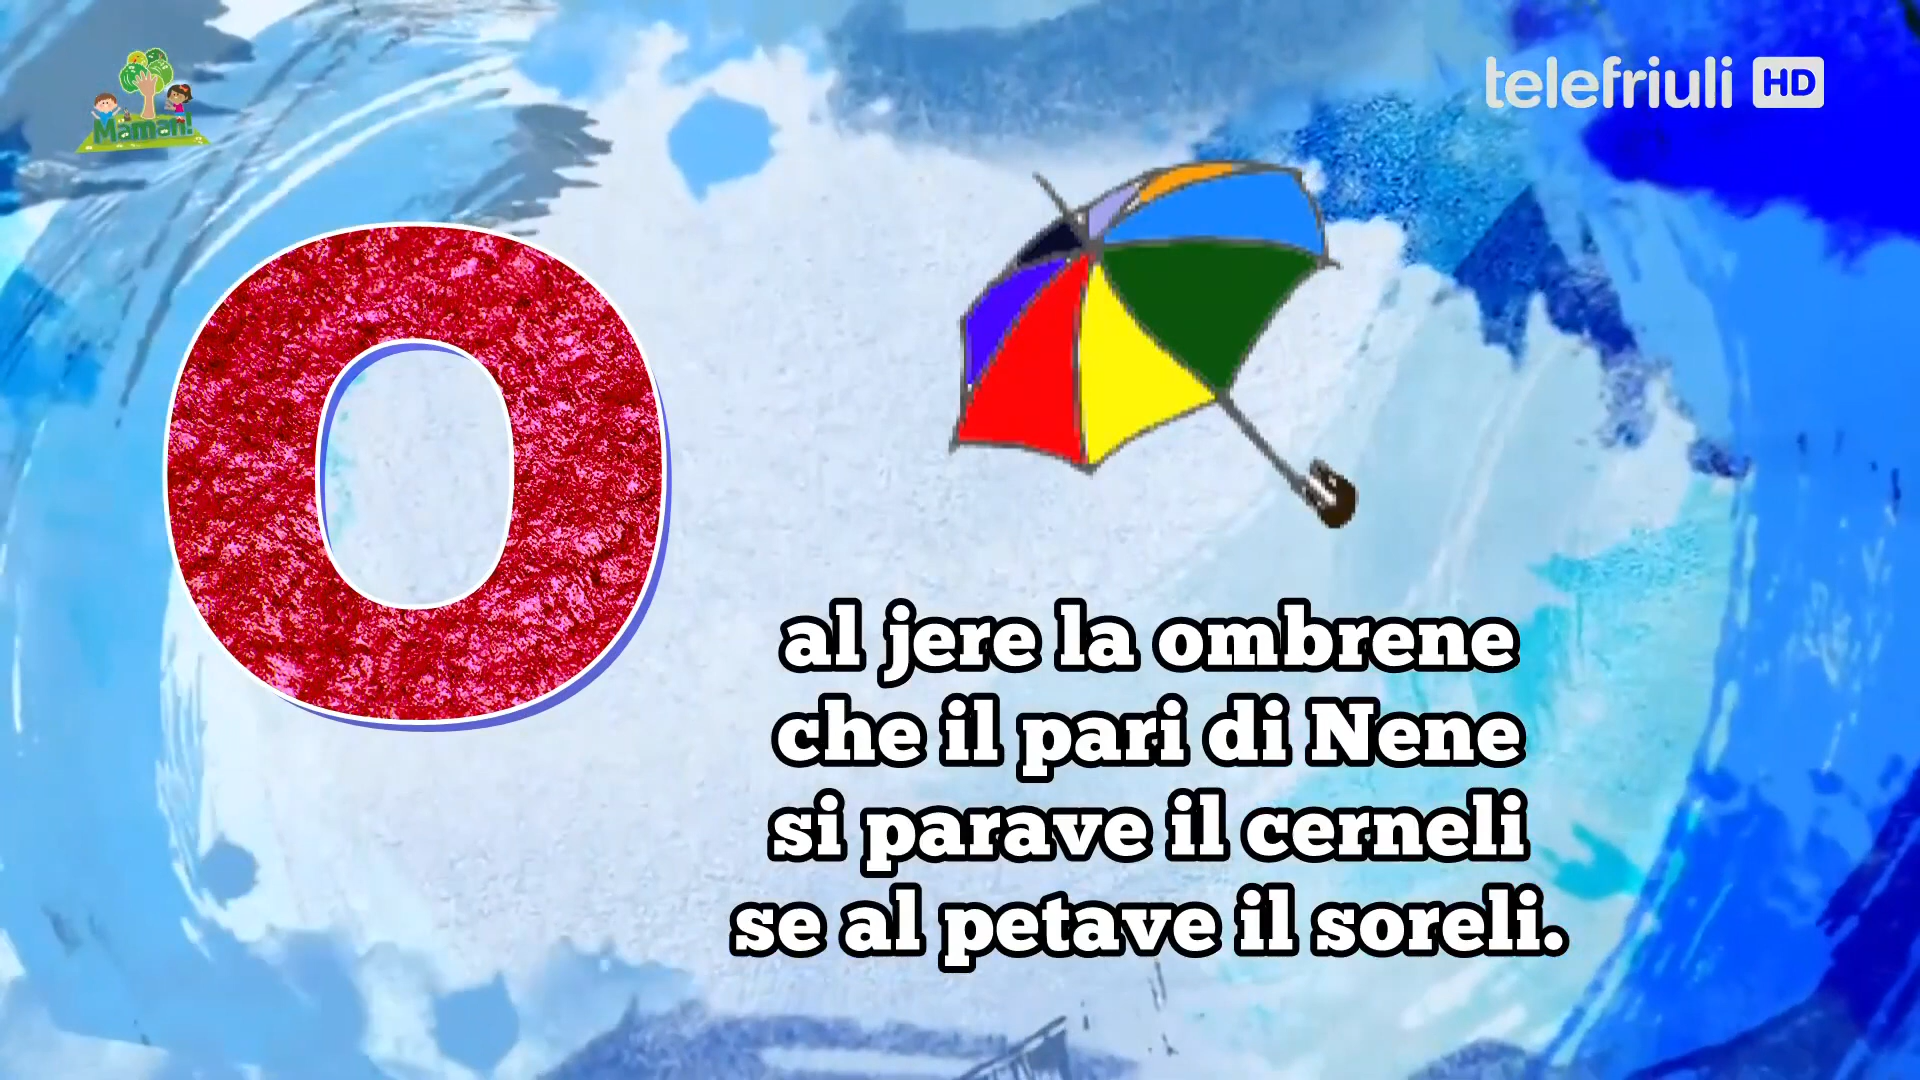 Maman!
telefriuli HD
O
al jere la ombrene
che il pari di Nene
si parave il cerneli
se al petave il soreli.